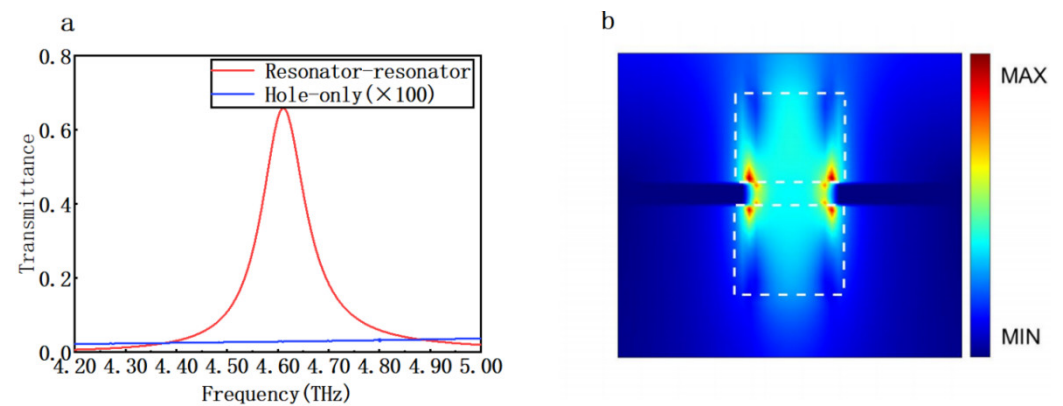 a
b
0.8
0.6
0.4
0.2
0.0
Transmittance
Resonator-resonator
Hole-only(×100)
4.20 4.30 4.40 4.50 4.60 4.70 4.80 4.90 5.00
Frequency(THz)
MAX
MIN